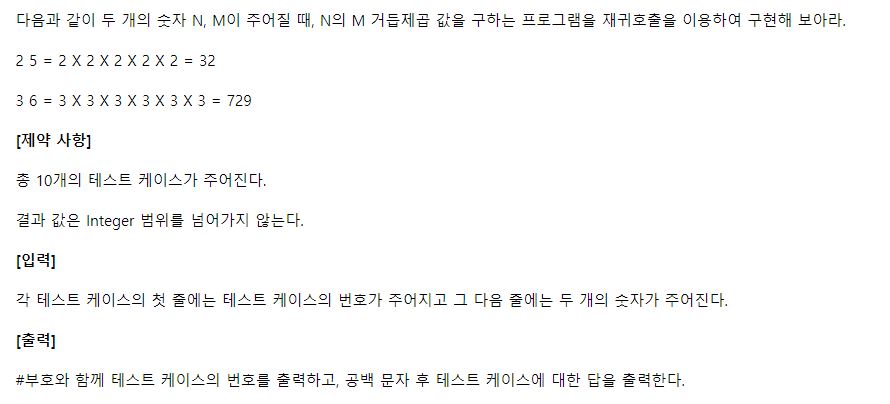 다음과 같이 두 개의 숫자 N, M이 주어질 때, N의 M 거듭제곱 값을 구하는 프로그램을 재귀호출을 이용하여 구현해 보아라.
2 5 = 2 X 2 X 2 X 2 X 2 = 32
3 6 = 3 X 3 X 3 X 3 X 3 X 3 = 729
[제약 사항]
총 10개의 테스트 케이스가 주어진다.
결과 값은 Integer 범위를 넘어가지 않는다.
[입력]
각 테스트 케이스의 첫 줄에는 테스트 케이스의 번호가 주어지고 그 다음 줄에는 두 개의 숫자가 주어진다.
[출력]
#부호와 함께 테스트 케이스의 번호를 출력하고, 공백 문자 후 테스트 케이스에 대한 답을 출력한다.